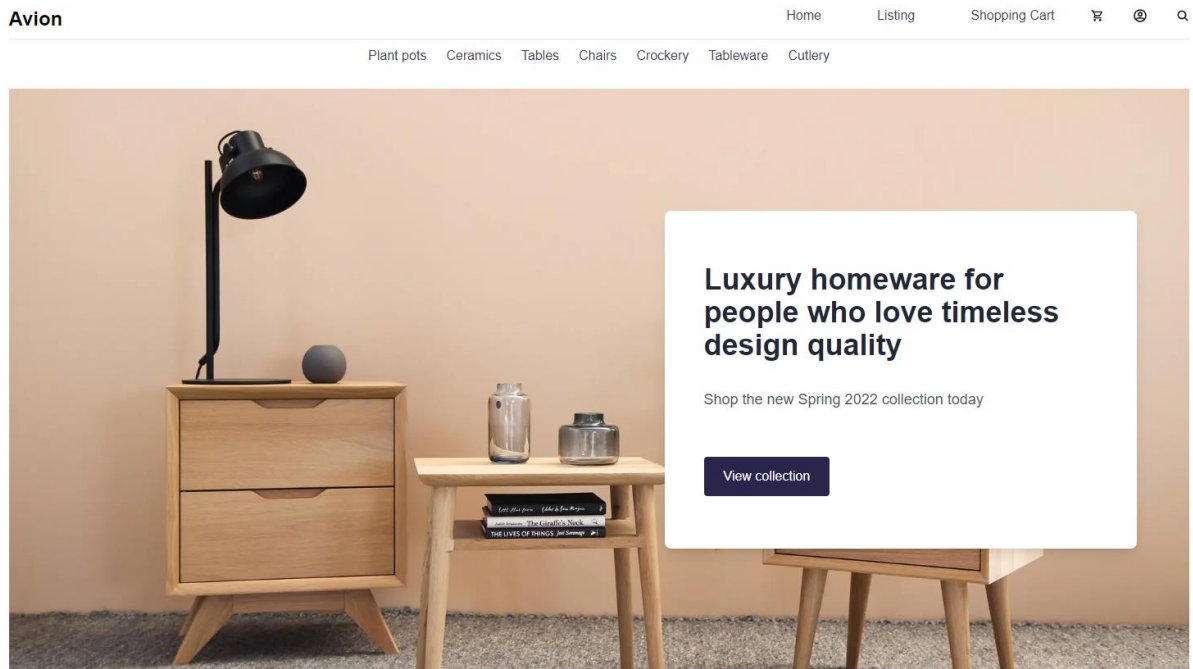 Avion
Home Listing Shopping Cart
Plant pots Ceramics Tables Chairs Crockery Tableware Cutlery
Luxury homeware for
people who love timeless
design quality
Shop the new Spring 2022 collection today
View collection
The Giraffe's Neck
THE LIVES OF THINGS José Saramago